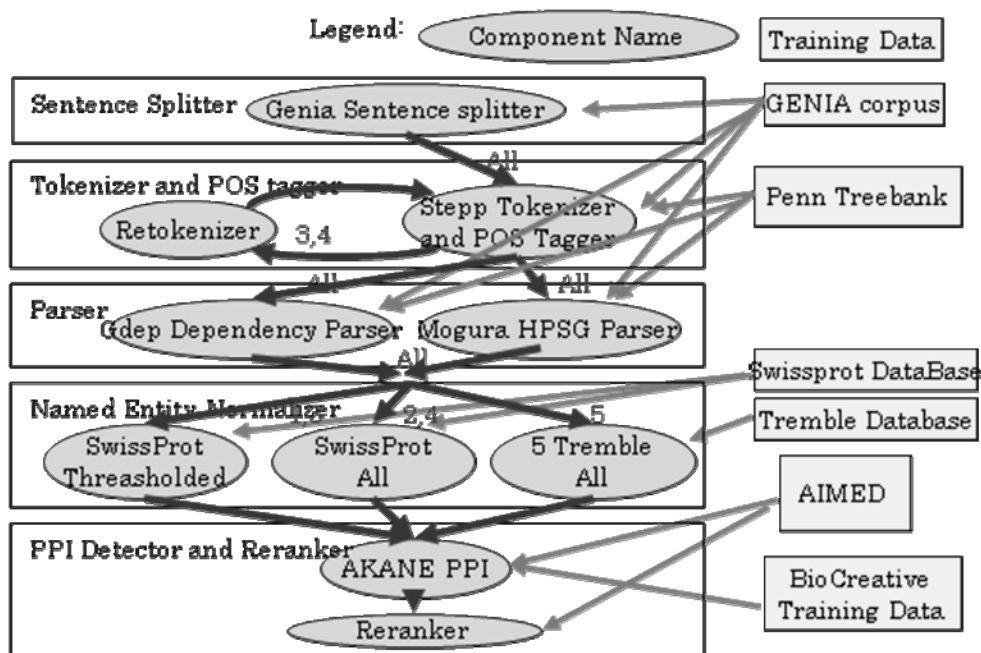 Legend:
Component Name
Training Data
Sentence Splitter
Genia Sentence splitter
GENIA corpus
All
Tokenizer and POS tagger
Stepp Tokenizer
and POS Tagger
Retokenizer
3,4
Penn Treebank
All
All
Parser
Gdep Dependency Parser
Mogura HPSG Parser
All
Swissprot DataBase
Named Entity Normalizer
2,4
5
Tremble Database
SwissProt
Threasholded
SwissProt
All
5 Tremble
All
AIMED
PPI Detector and Reranker
AKANE PPI
BioCreative
Training Data
Reranker